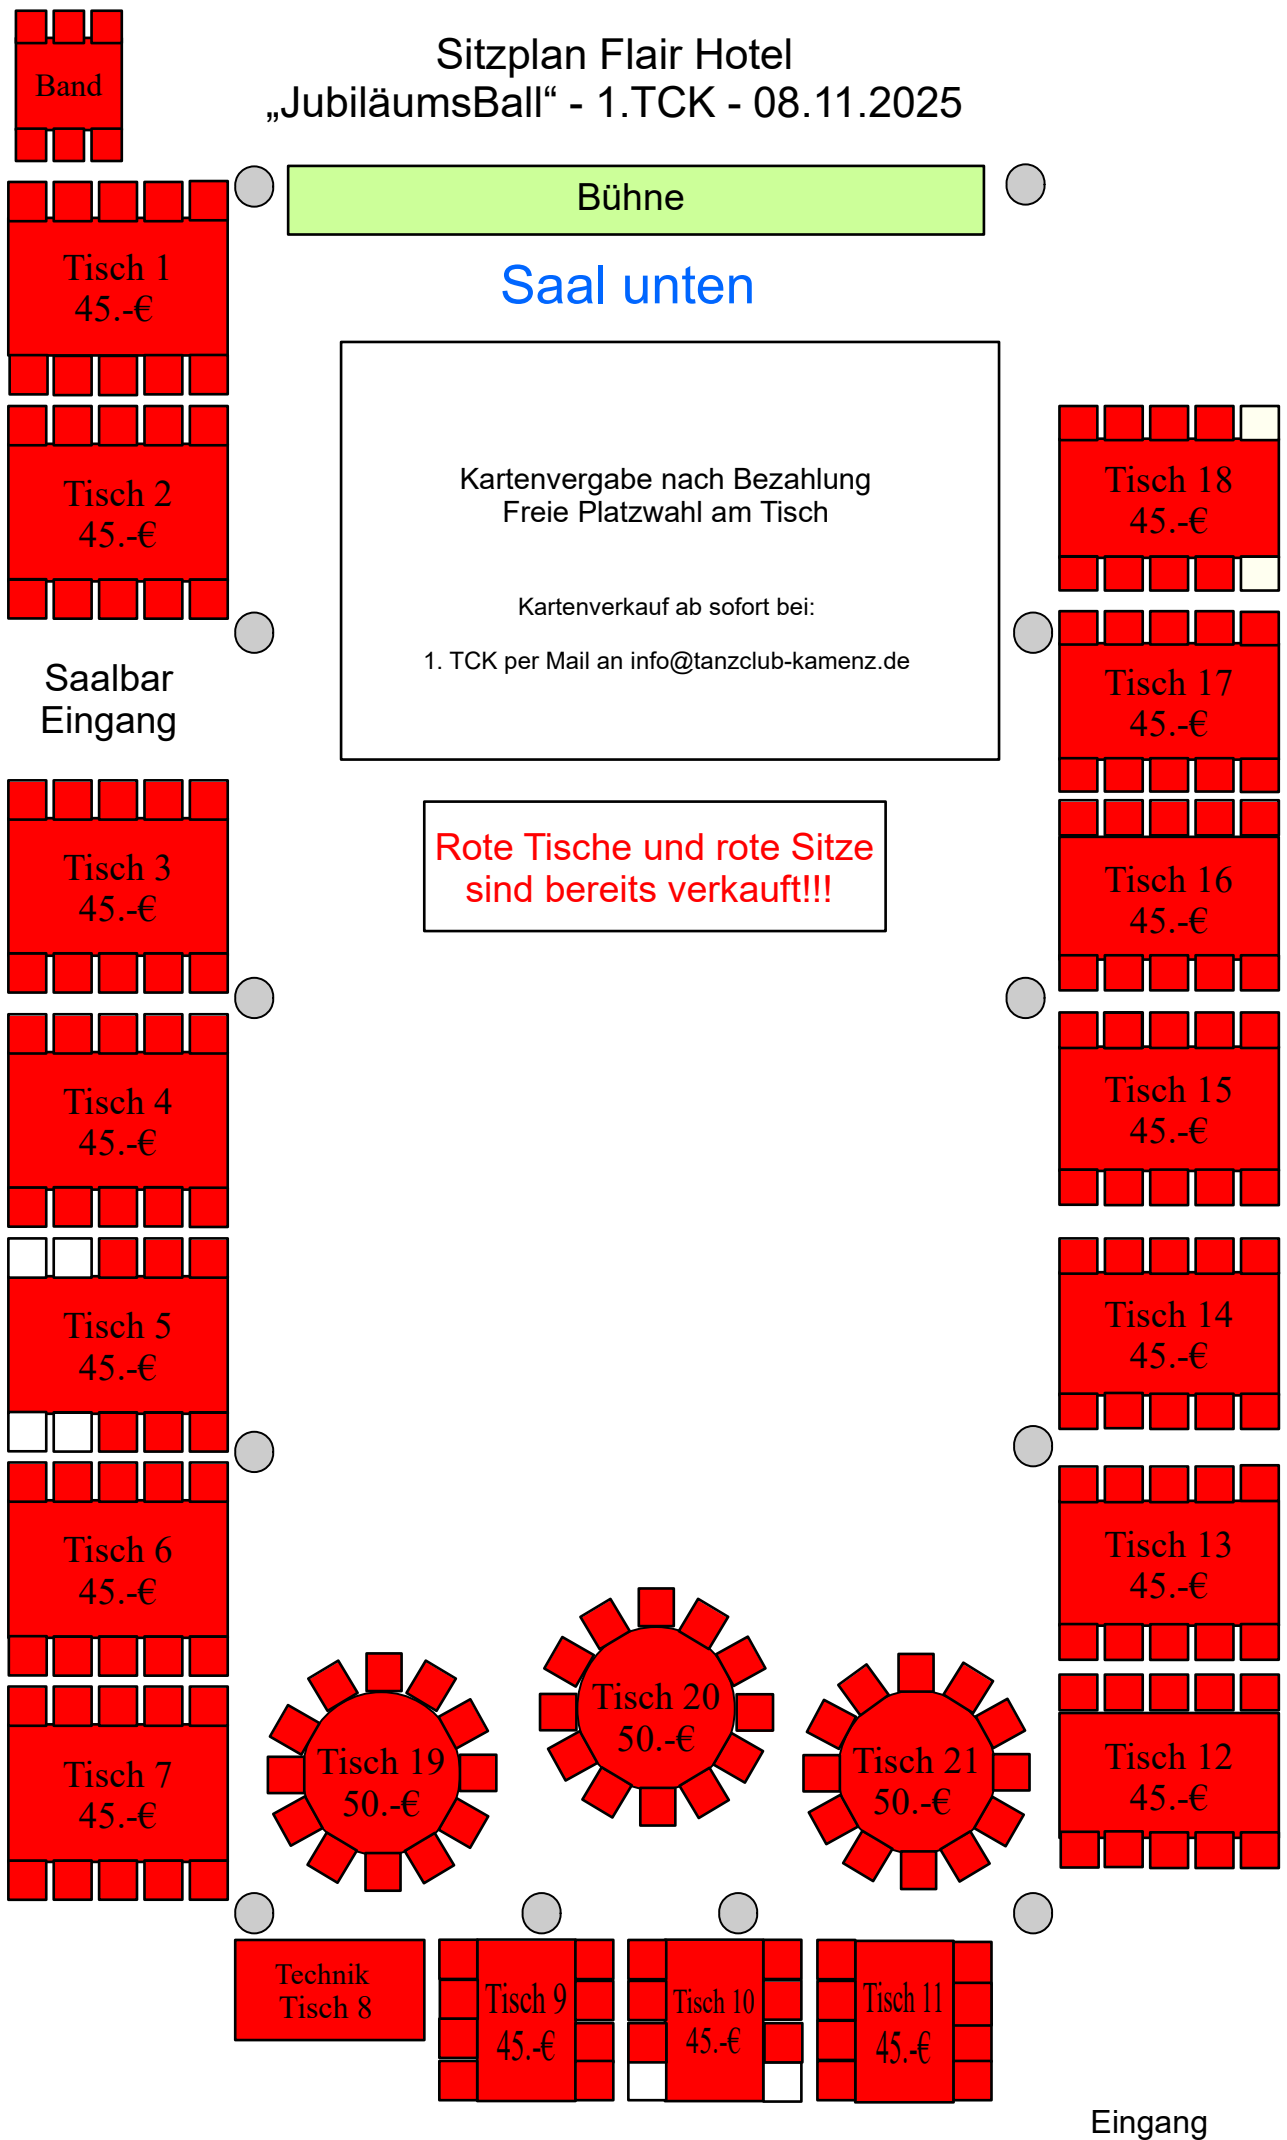 Band
Sitzplan Flair Hotel
„JubiläumsBall“ - 1.TCK - 08.11.2025
Bühne
Saal unten
Tisch 1
45.-€
Tisch 2
45.-€
Kartenvergabe nach Bezahlung
Freie Platzwahl am Tisch
Kartenverkauf ab sofort bei:
1. TCK per Mail an info@tanzclub-kamenz.de
Tisch 18
45.-€
Saalbar
Eingang
Tisch 17
45.-€
Rote Tische und rote Sitze
sind bereits verkauft!!!
Tisch 3
45.-€
Tisch 16
45.-€
Tisch 4
45.-€
Tisch 15
45.-€
Tisch 5
45.-€
Tisch 14
45.-€
Tisch 6
45.-€
Tisch 13
45.-€
Tisch 7
45.-€
Tisch 19
50.-€
Tisch 20
50.-€
Tisch 21
50.-€
Tisch 12
45.-€
Technik
Tisch 8
Tisch 9
45.-€
Tisch 10
45.-€
Tisch 11
45.-€
Eingang